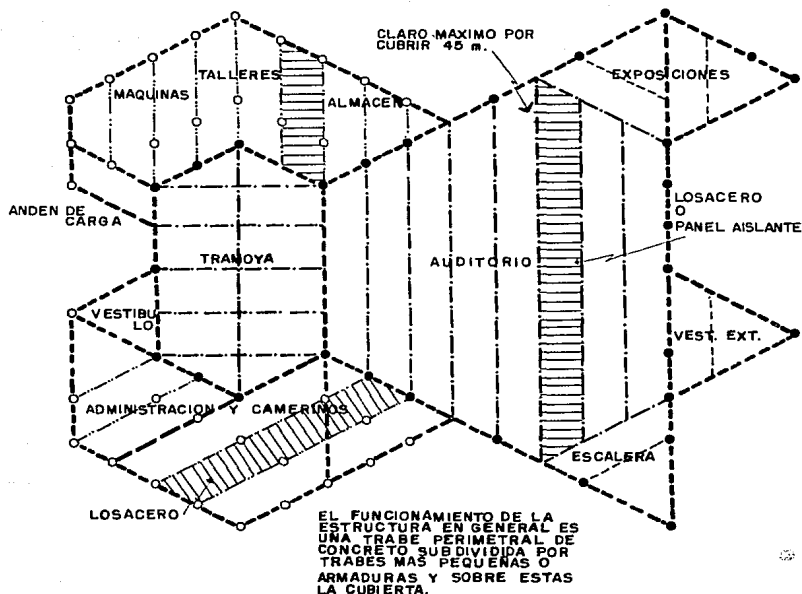 CLARO MAXIMO POR
CUBRIR 45 m.
TALLERES
EXPOSICIONES
MAQUINAS
ALMACEN
ANDEN DE
CARGA
LOSACERO
O
PANEL AISLANTE
TRAMOYA
AUDITORIO
VESTIBU
LO
VEST. EXT.
ADMINISTRACION Y CAMERINOS
ESCALERA
LOSACERO
EL FUNCIONAMIENTO DE LA
ESTRUCTURA EN GENERAL ES
UNA TRABE PERIMETRAL DE
CONCRETO SUBDIVIDIDA POR
TRABES MAS PEQUEÑAS O
ARMADURAS Y SOBRE ESTAS
LA CUBIERTA.